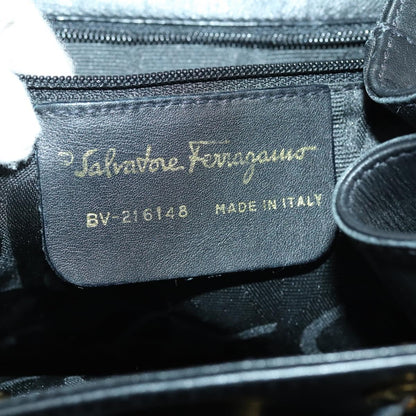 Salvatore Ferragamo
BV-216148 MADE IN ITALY